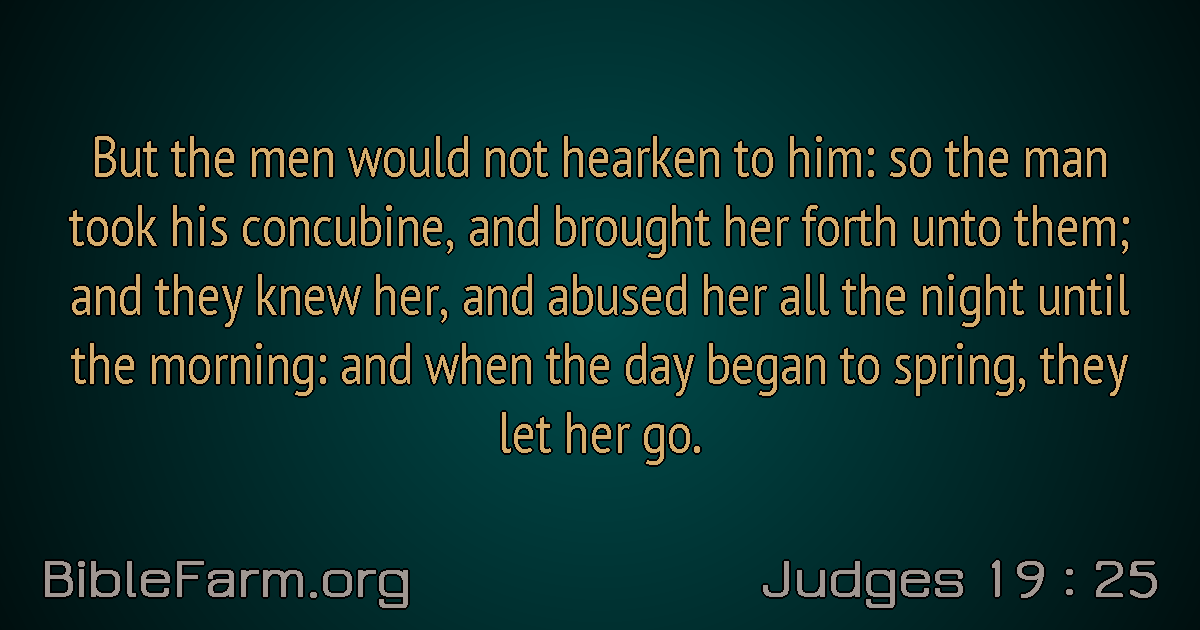 But the men would not hearken to him: so the man
took his concubine, and brought her forth unto them;
and they knew her, and abused her all the night until
the morning: and when the day began to spring, they
let her go.
BibleFarm.org
Judges 19 : 25